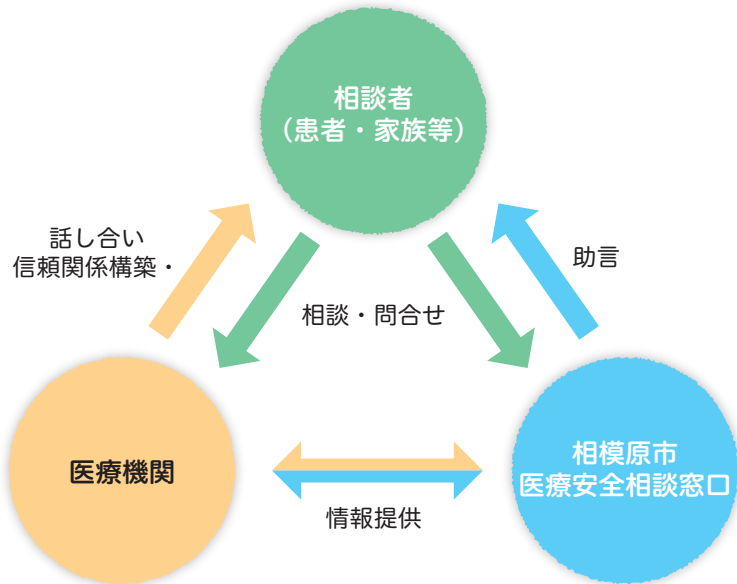 相談者
（患者・家族等）
話し合い
信頼関係構築・
助言
相談・問合せ
医療機関
相模原市
医療安全相談窓口
情報提供